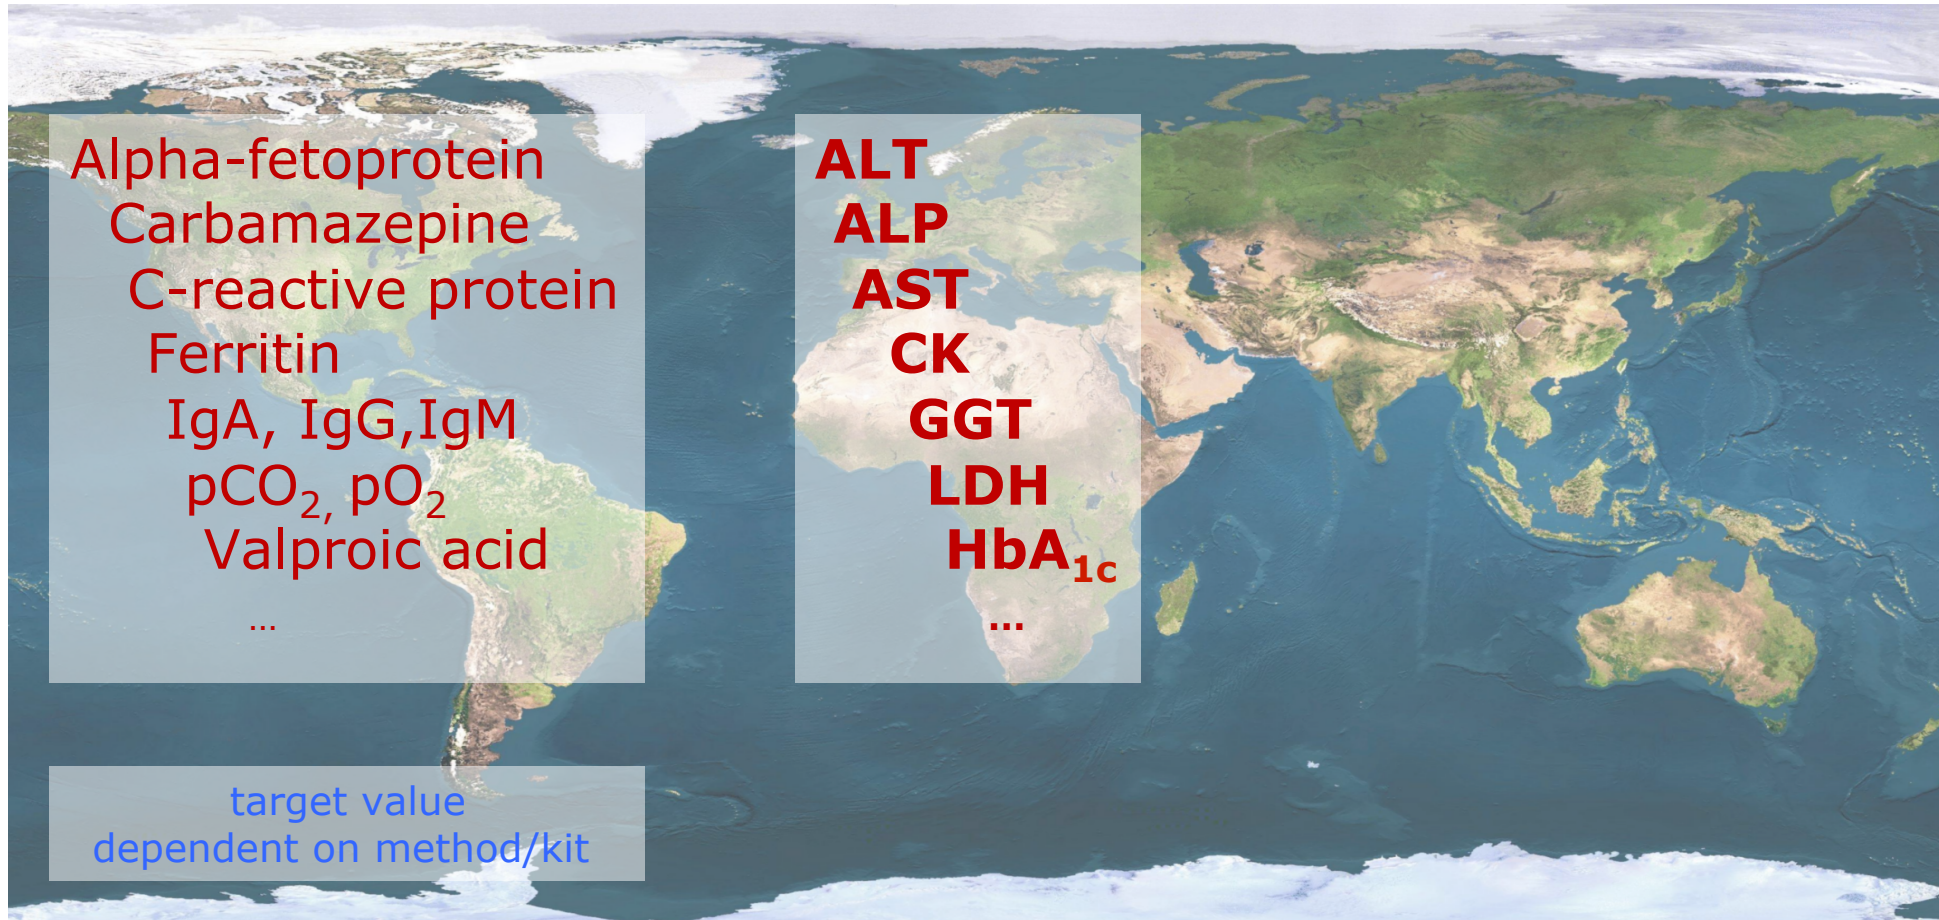 Alpha-fetoprotein
Carbamazepine
C-reactive protein
Ferritin
IgA, IgG,IgM
pCO₂, pO₂
Valproic acid
...
ALT
ALP
AST
CK
GGT
LDH
HbA₁c
...
target value
dependent on method/kit